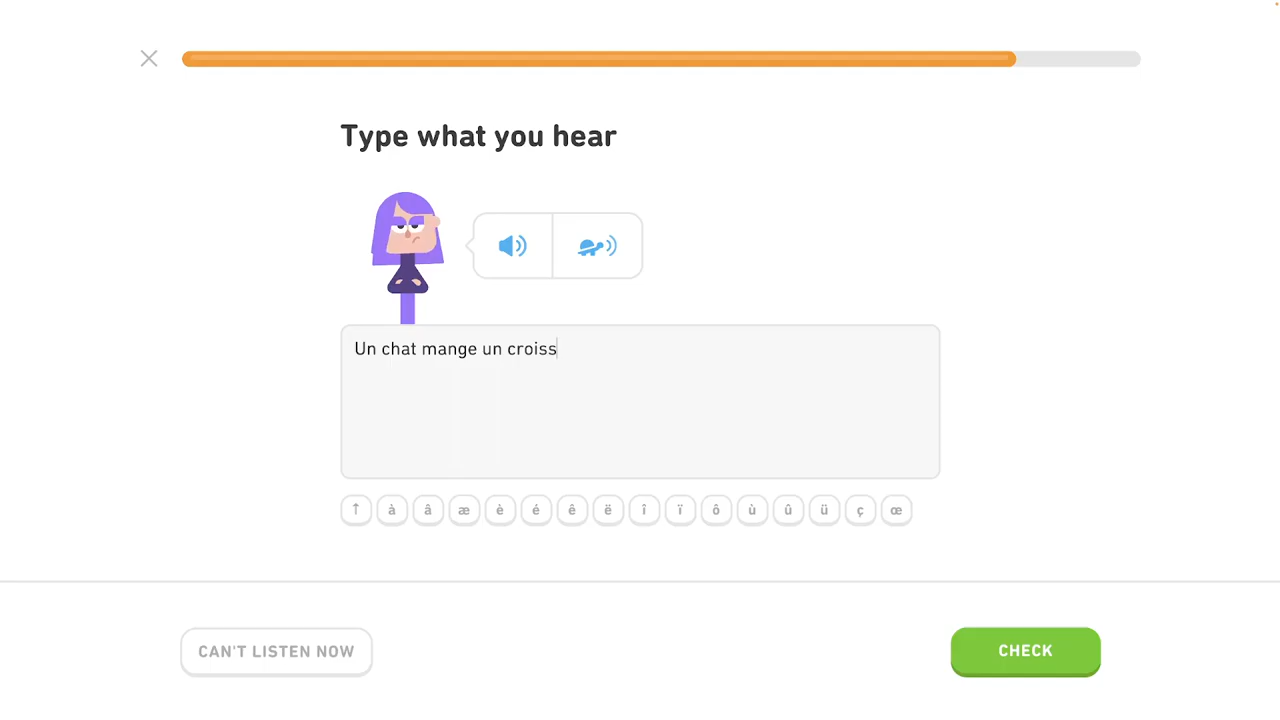 Type what you hear
Un chat mange un croiss
↑ à â æ è é ê ë î ï ô ù û ü ç œ
CAN'T LISTEN NOW
CHECK